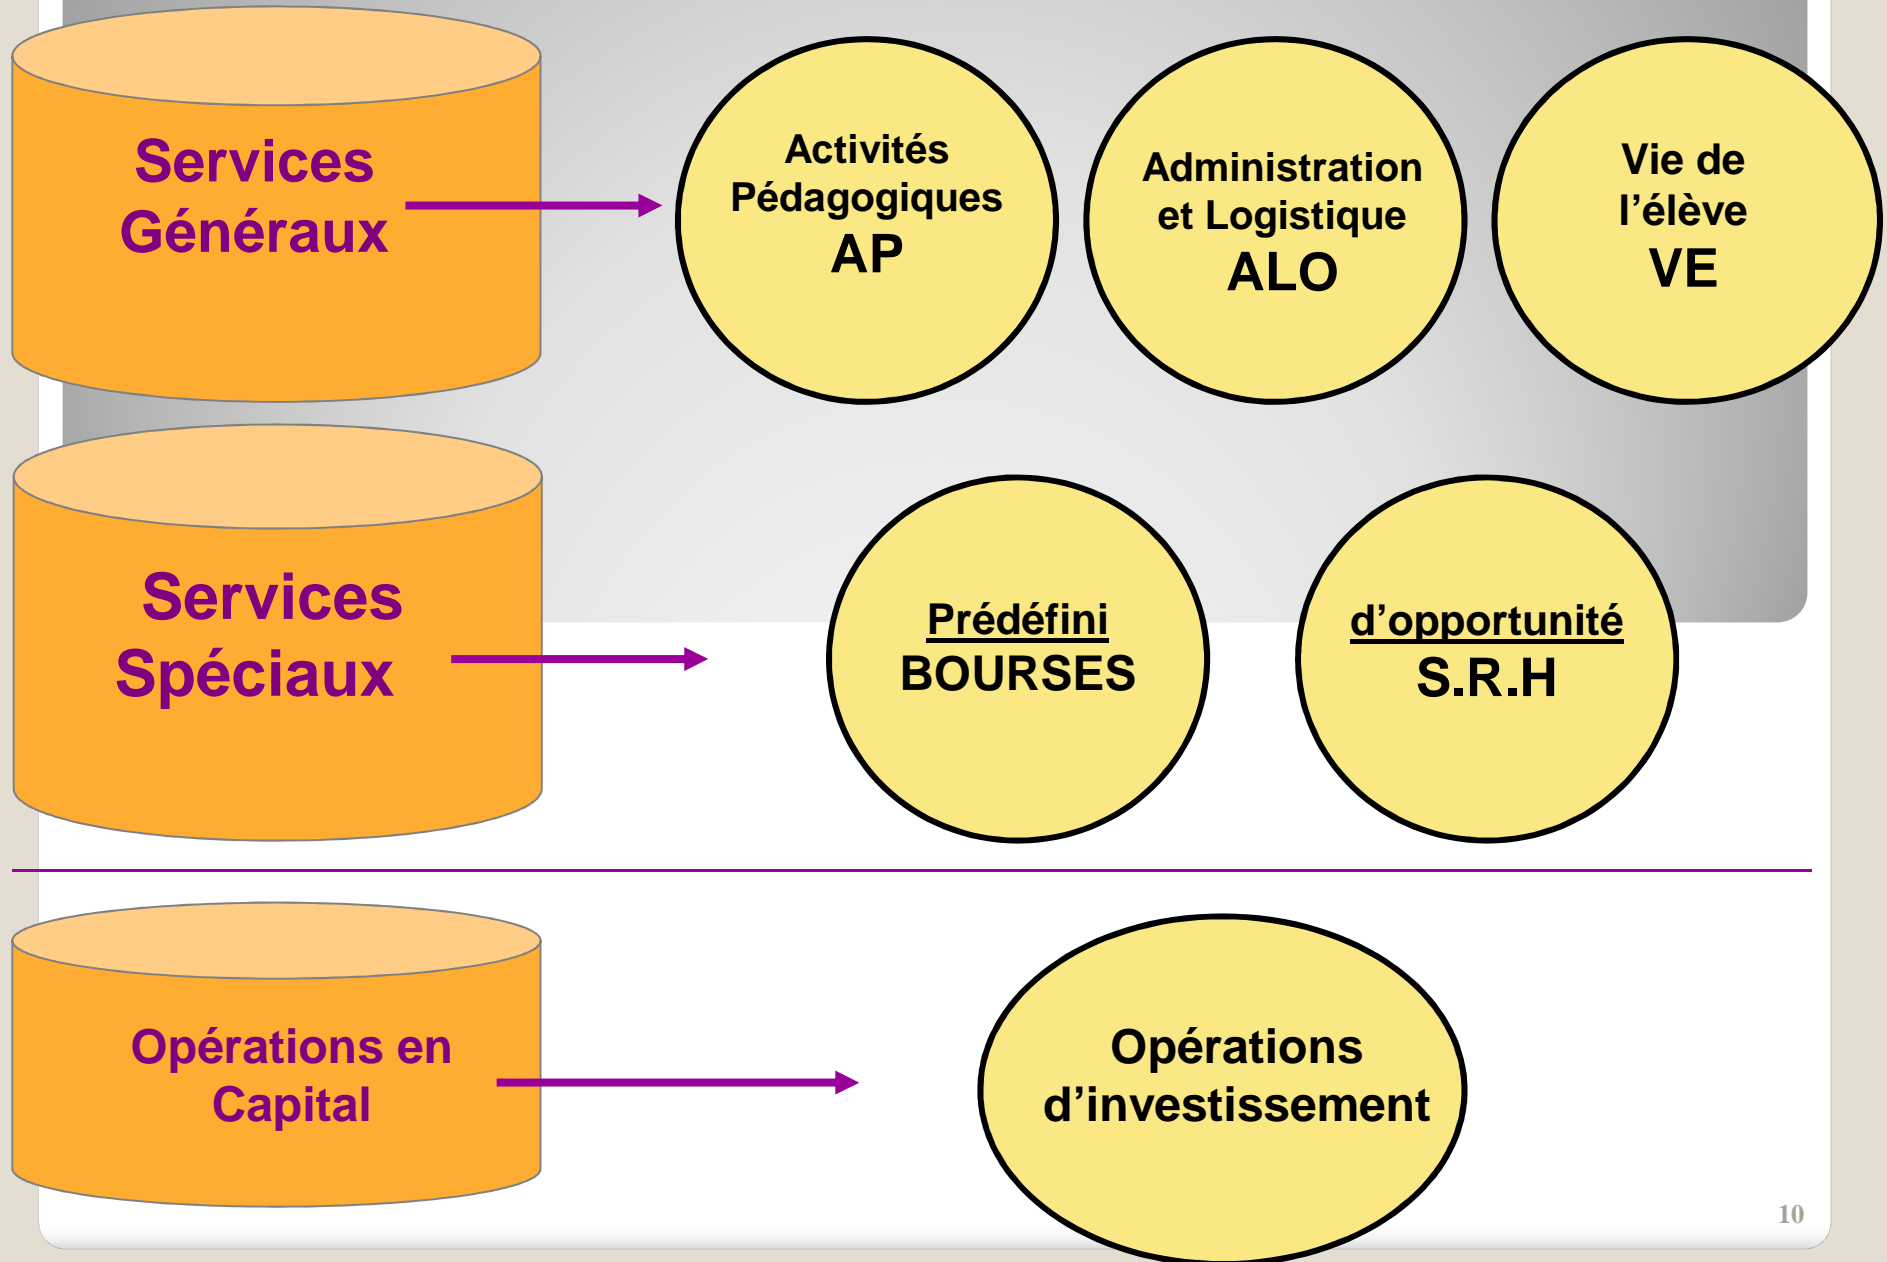 Services
Généraux
Activités
Pédagogiques
AP
Administration
et Logistique
ALO
Vie de
l’élève
VE
Services
Spéciaux
Prédéfini
BOURSES
d’opportunité
S.R.H
Opérations en
Capital
Opérations
d’investissement
10